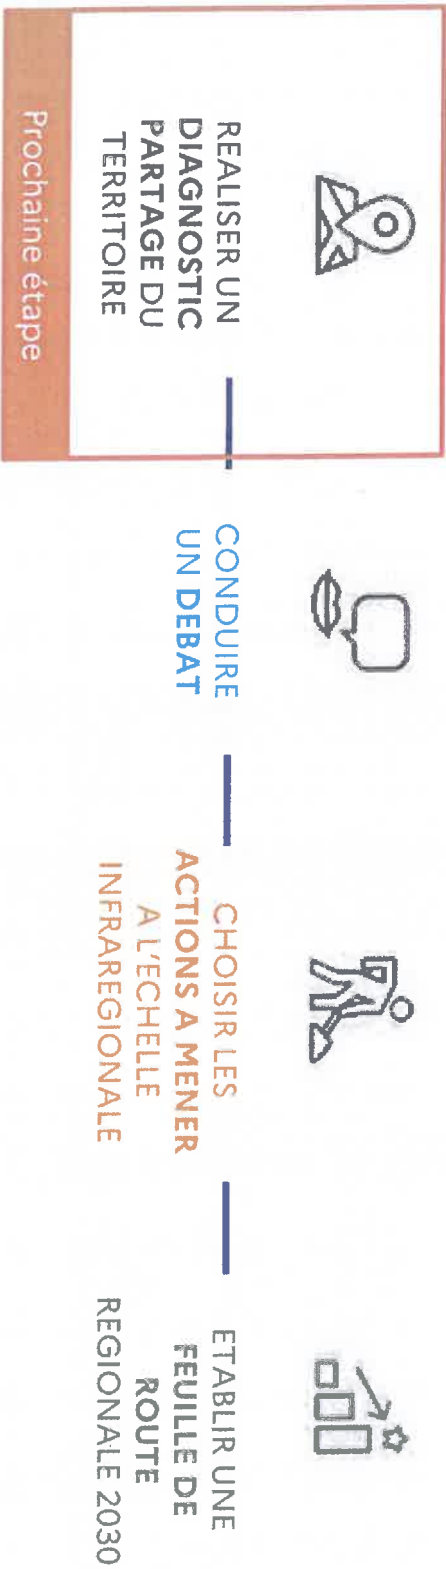 REALISER UN
DIAGNOSTIC
PARTAGE DU
TERRITOIRE
Prochaine étape
CONDUIRE
UN DEBAT
CHOISIR LES
ACTIONS A MENER
A L'ECHELLE
INFRAREGIONALE
ETABLIR UNE
FEUILLE DE
ROUTE
REGIONALE 2030